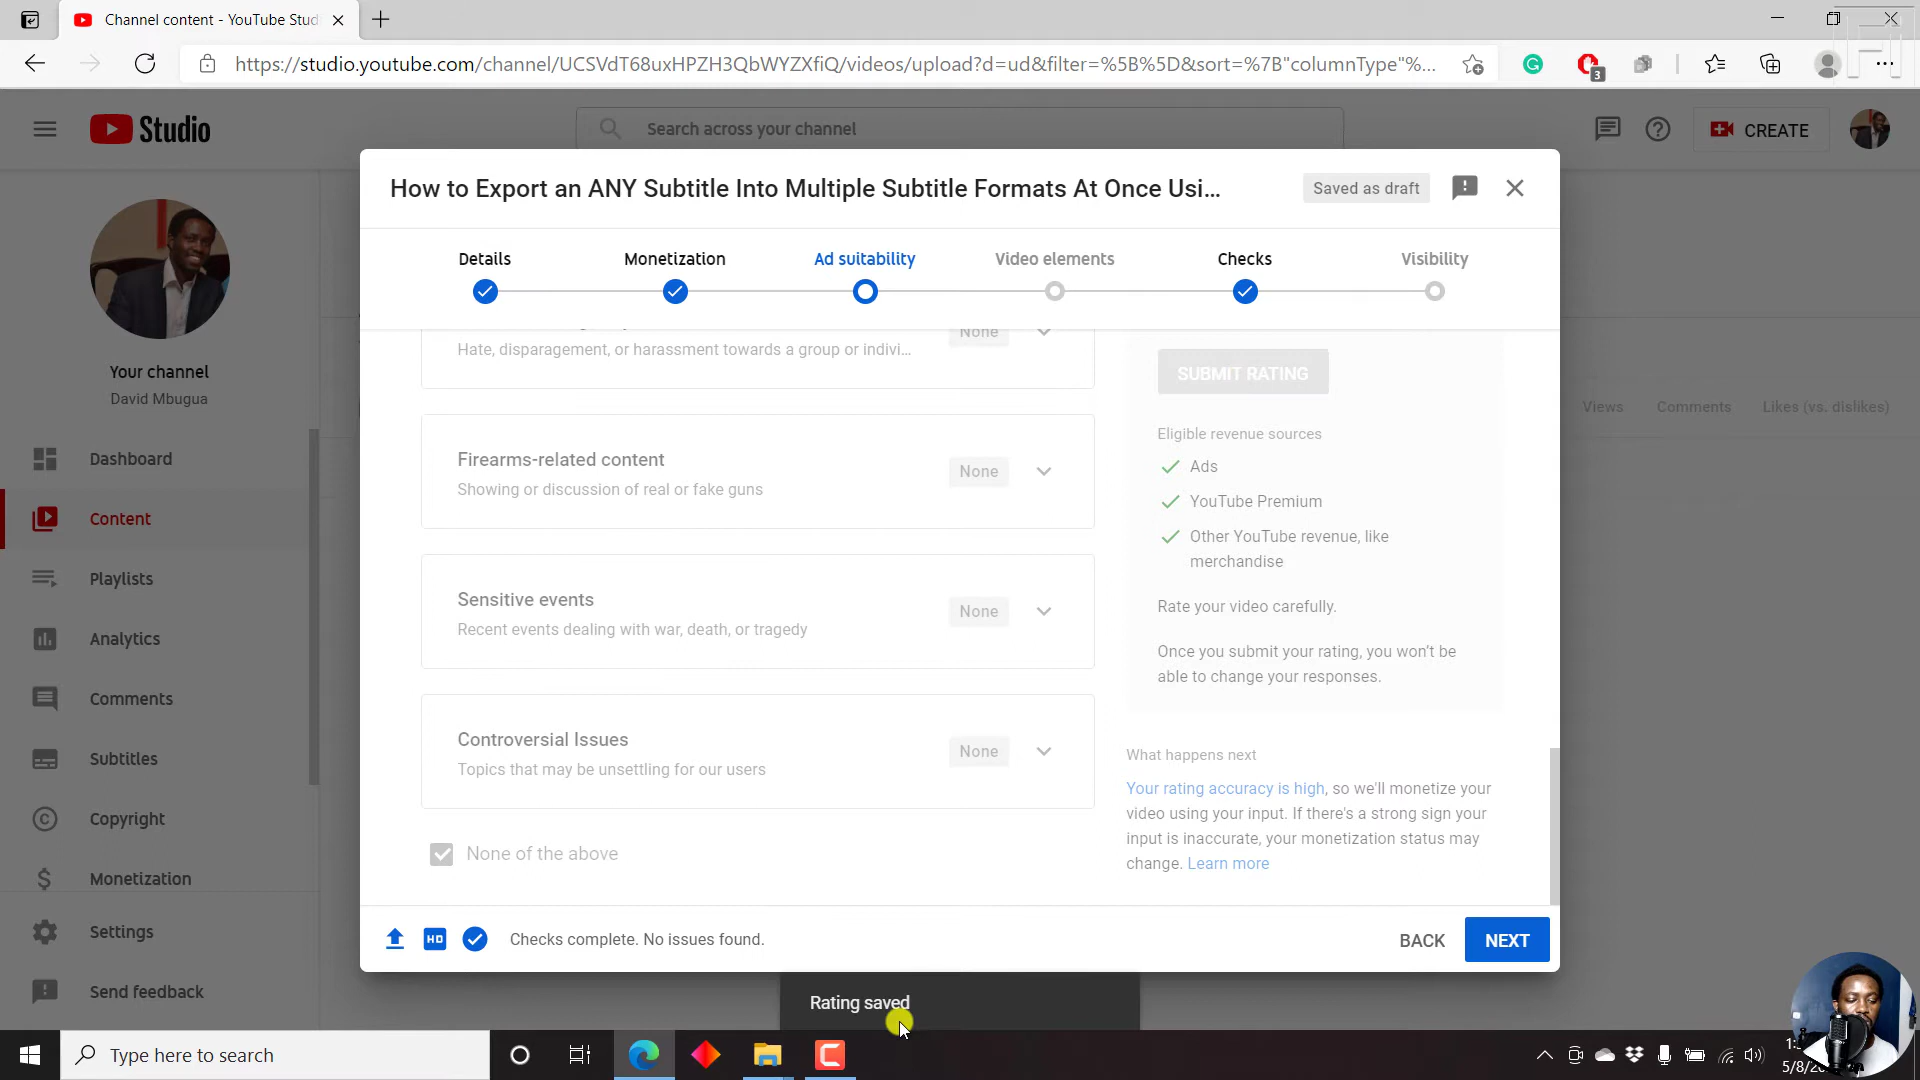 Channel content - YouTube Stud
https://studio.youtube.com/channel/UCSVdT68uxHPZH3QbWYZXfiQ/videos/upload?d=ud&filter=%5B%5D&sort=%7B"columnType"%...
3
Studio
Search across your channel
CREATE
How to Export an ANY Subtitle Into Multiple Subtitle Formats At Once Usi...
Saved as draft
Details
Monetization
Ad suitability
Video elements
Checks
Visibility
Your channel
David Mbugua
Dashboard
Content
Playlists
Analytics
Comments
Subtitles
Copyright
Monetization
Settings
Send feedback
None
Hate, disparagement, or harassment towards a group or indivi...
Firearms-related content
Showing or discussion of real or fake guns
None
Sensitive events
Recent events dealing with war, death, or tragedy
None
Controversial Issues
Topics that may be unsettling for our users
None
None of the above
SUBMIT RATING
Eligible revenue sources
Ads
YouTube Premium
Other YouTube revenue, like
merchandise
Rate your video carefully.
Once you submit your rating, you won't be
able to change your responses.
What happens next
Your rating accuracy is high, so we'll monetize your
video using your input. If there's a strong sign your
input is inaccurate, your monetization status may
change. Learn more
Views
Comments
Likes (vs. dislikes)
HD
Checks complete. No issues found.
BACK
NEXT
Rating saved
Type here to search